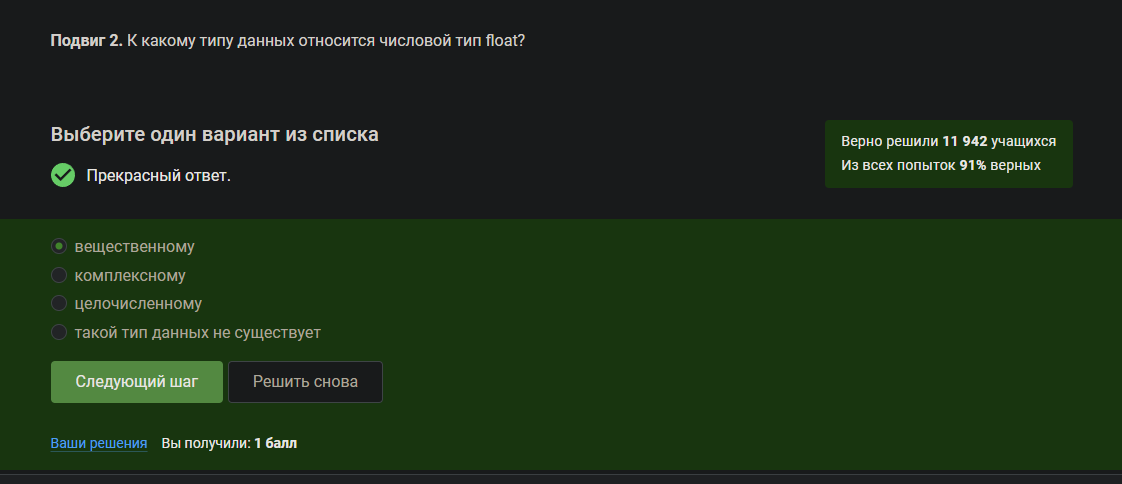 Подвиг 2. К какому типу данных относится числовой тип float?
Выберите один вариант из списка
Прекрасный ответ.
Верно решили 11 942 учащихся
Из всех попыток 91% верных
вещественному
комплексному
целочисленному
такой тип данных не существует
Следующий шаг
Решить снова
Ваши решения Вы получили: 1 балл